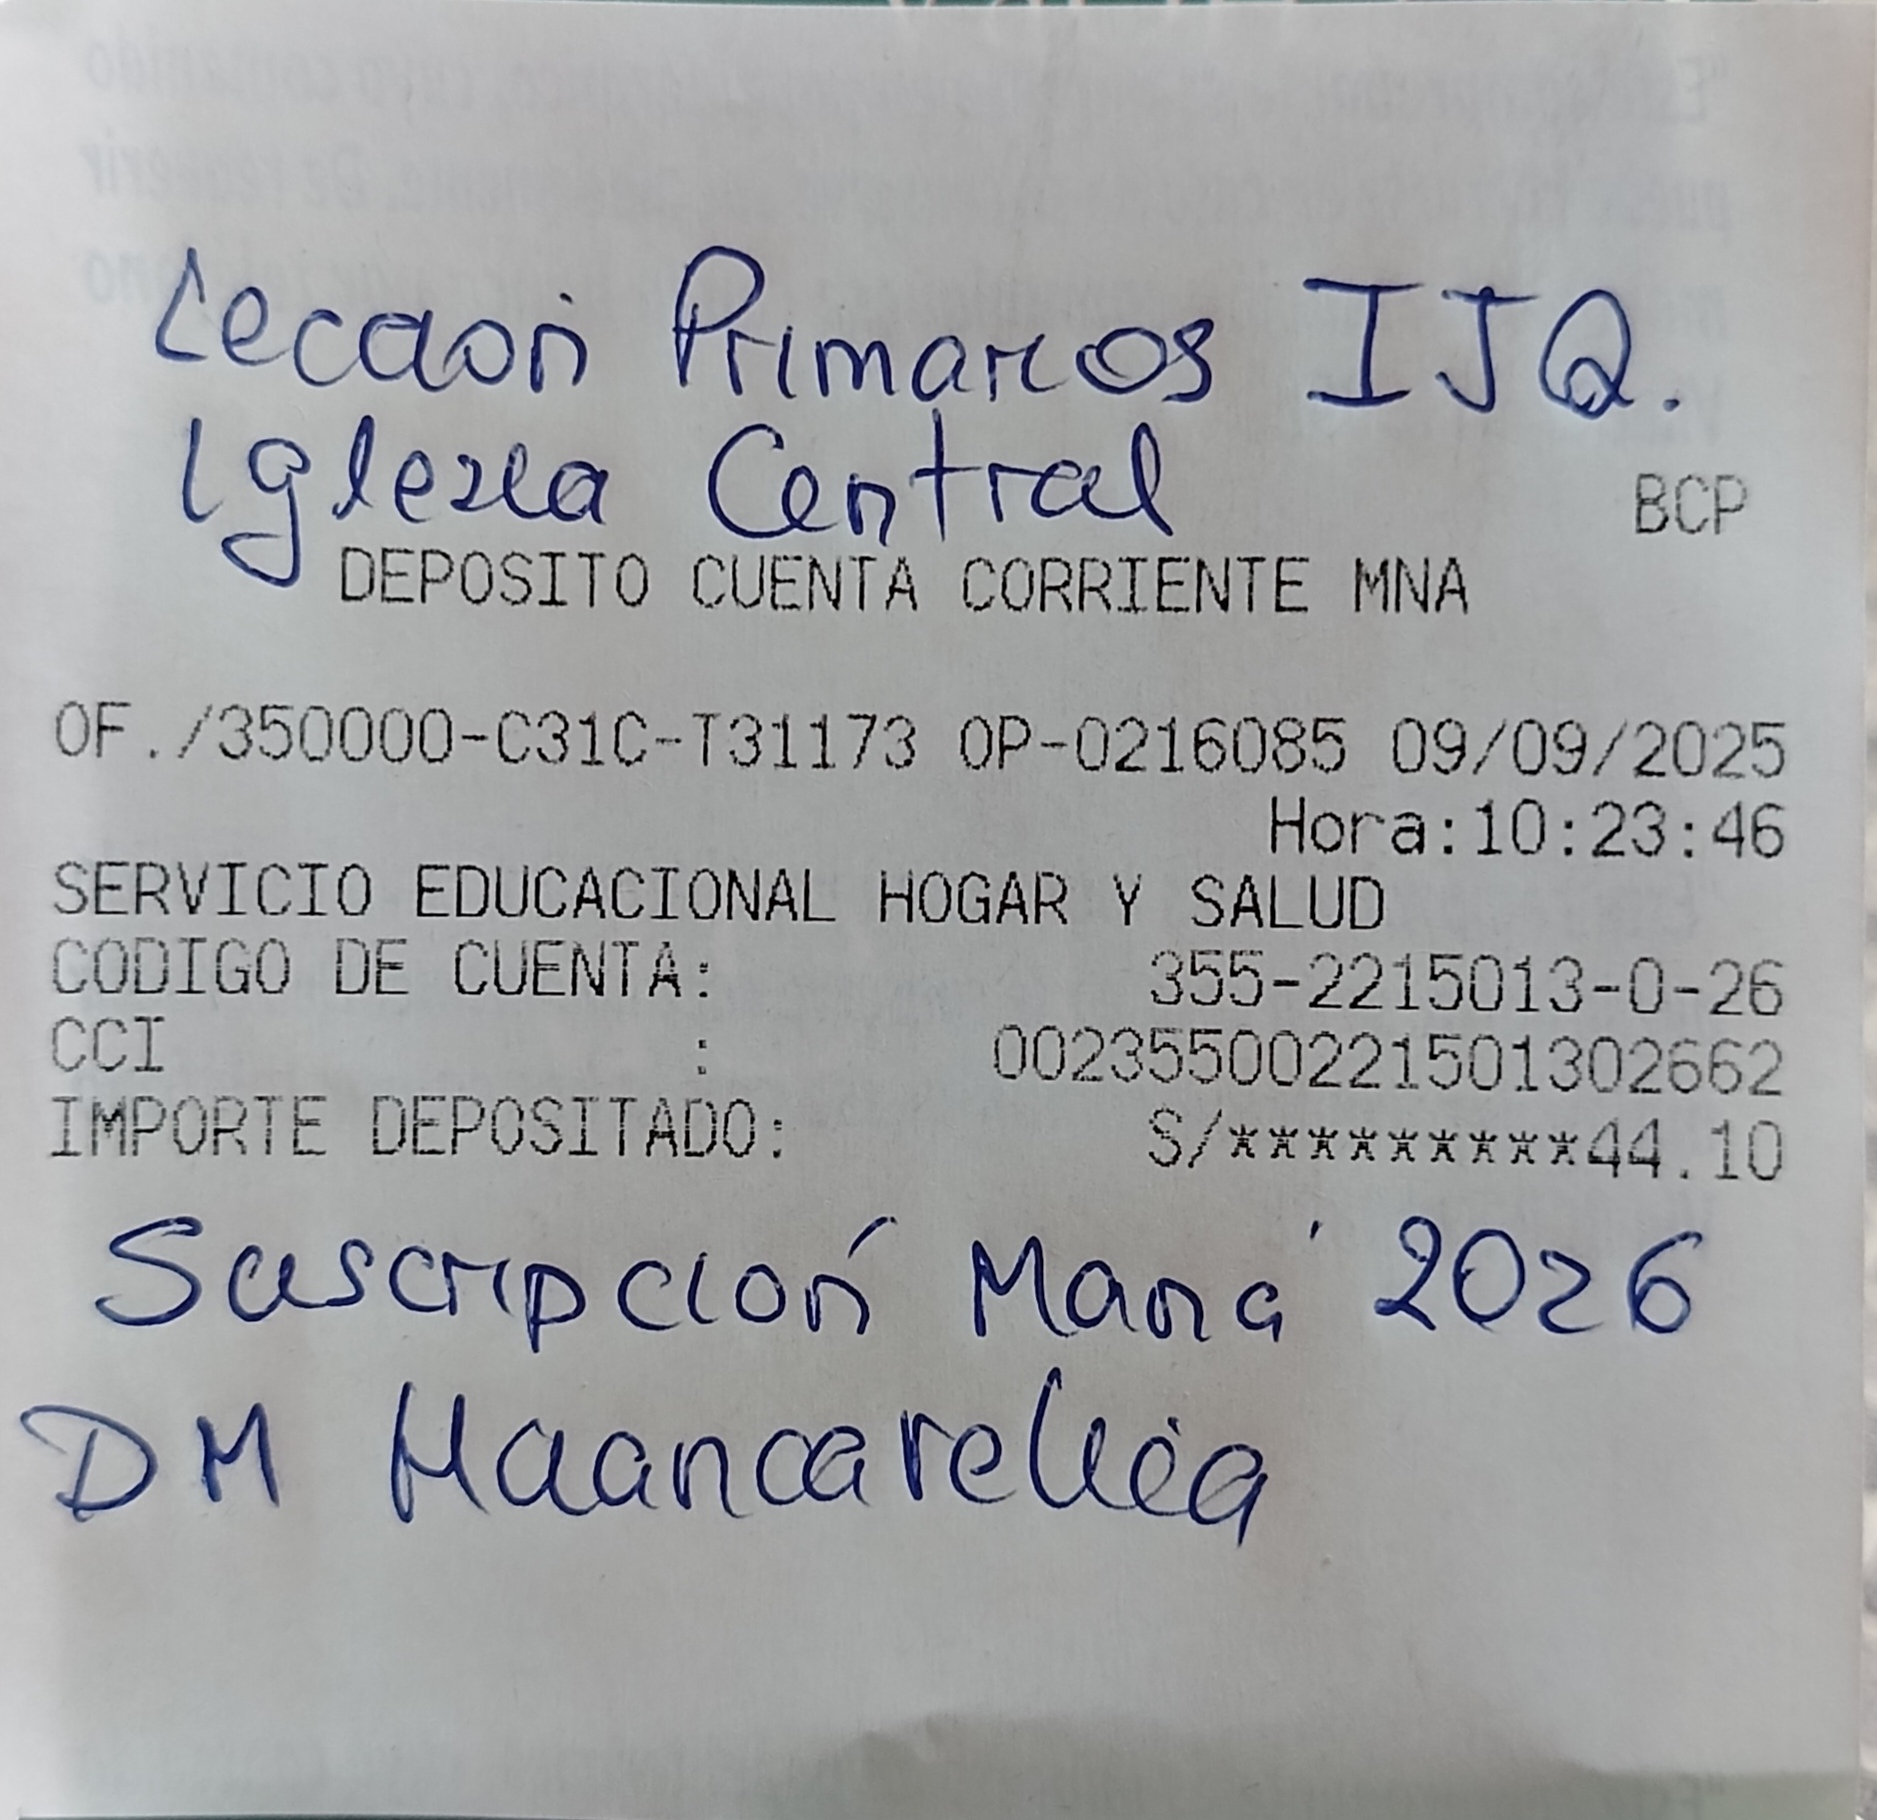 Lección Primarios IJQ.
Iglesia Central
BCP
DEPOSITO CUENTA CORRIENTE MNA
OF./350000-C31C-T31173 OP-0216085 09/09/2025
Hora:10:23:46
SERVICIO EDUCACIONAL HOGAR Y SALUD
CODIGO DE CUENTA: 355-2215013-0-26
CCI : 00235500221501302662
IMPORTE DEPOSITADO: S/*********44.10
Suscripción Maná 2026
DM Huancavelica